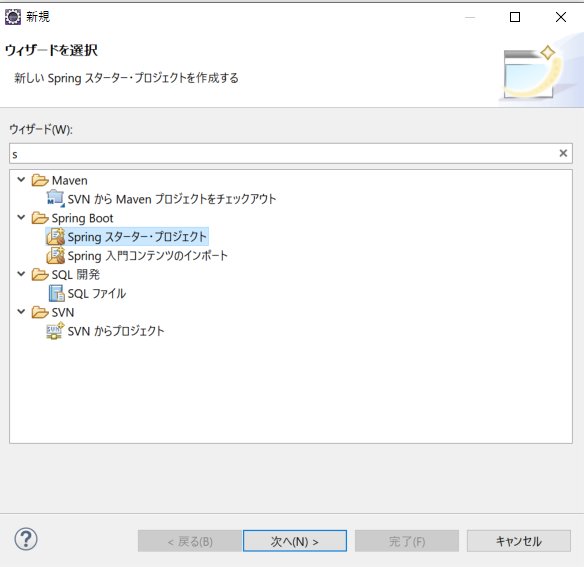 新規
ウィザードを選択
新しい Spring スターター・プロジェクトを作成する
ウィザード(W):
s
Maven
SVN から Maven プロジェクトをチェックアウト
Spring Boot
Spring スターター・プロジェクト
Spring 入門コンテンツのインポート
SQL 開発
SQL ファイル
SVN
SVN からプロジェクト
< 戻る(B) 次へ(N) > 完了(F) キャンセル